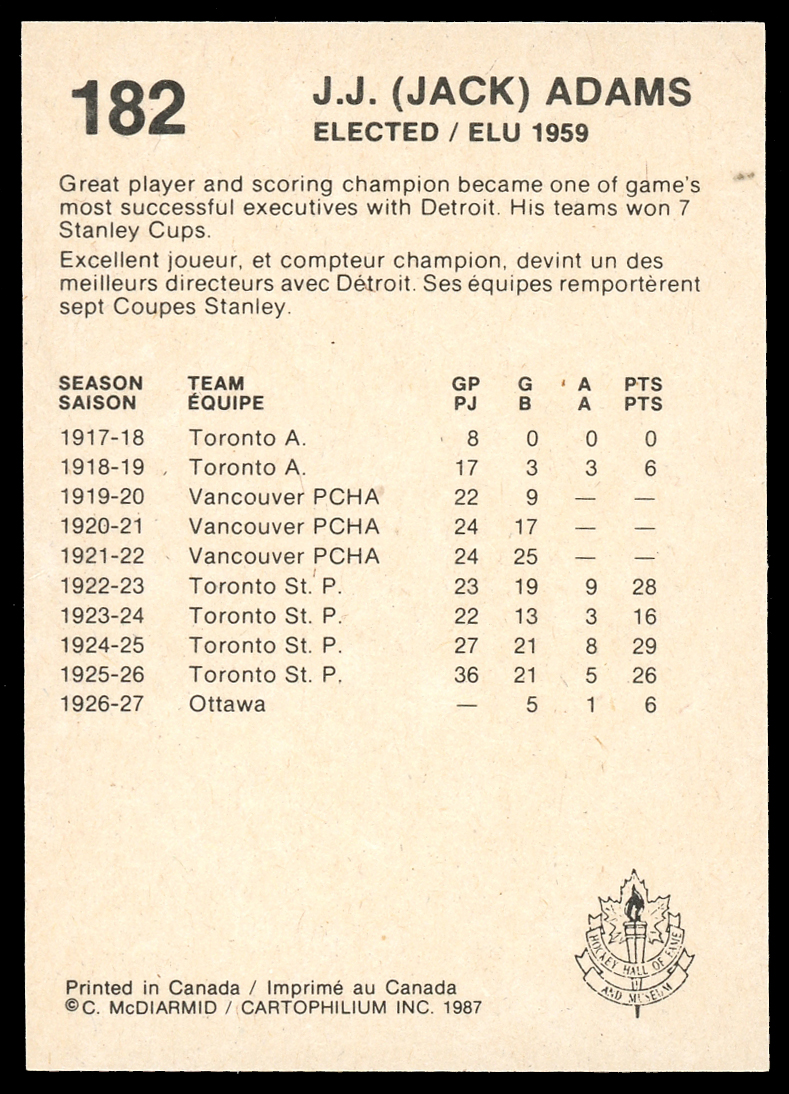 182
J.J. (JACK) ADAMS
ELECTED / ELU 1959
Great player and scoring champion became one of game's
most successful executives with Detroit. His teams won 7
Stanley Cups.
Excellent joueur, et compteur champion, devint un des
meilleurs directeurs avec Détroit. Ses équipes remportèrent
sept Coupes Stanley.
SEASON TEAM GP G A PTS
SAISON ÉQUIPE PJ B A PTS
1917-18 Toronto A. 8 0 0 0
1918-19 Toronto A. 17 3 3 6
1919-20 Vancouver PCHA 22 9 — —
1920-21 Vancouver PCHA 24 17 — —
1921-22 Vancouver PCHA 24 25 — —
1922-23 Toronto St. P. 23 19 9 28
1923-24 Toronto St. P. 22 13 3 16
1924-25 Toronto St. P. 27 21 8 29
1925-26 Toronto St. P. 36 21 5 26
1926-27 Ottawa — 5 1 6
HOCKEY HALL OF FAME
AND MUSEUM
Printed in Canada / Imprimé au Canada
©C. McDIARMID / CARTOPHILIUM INC. 1987